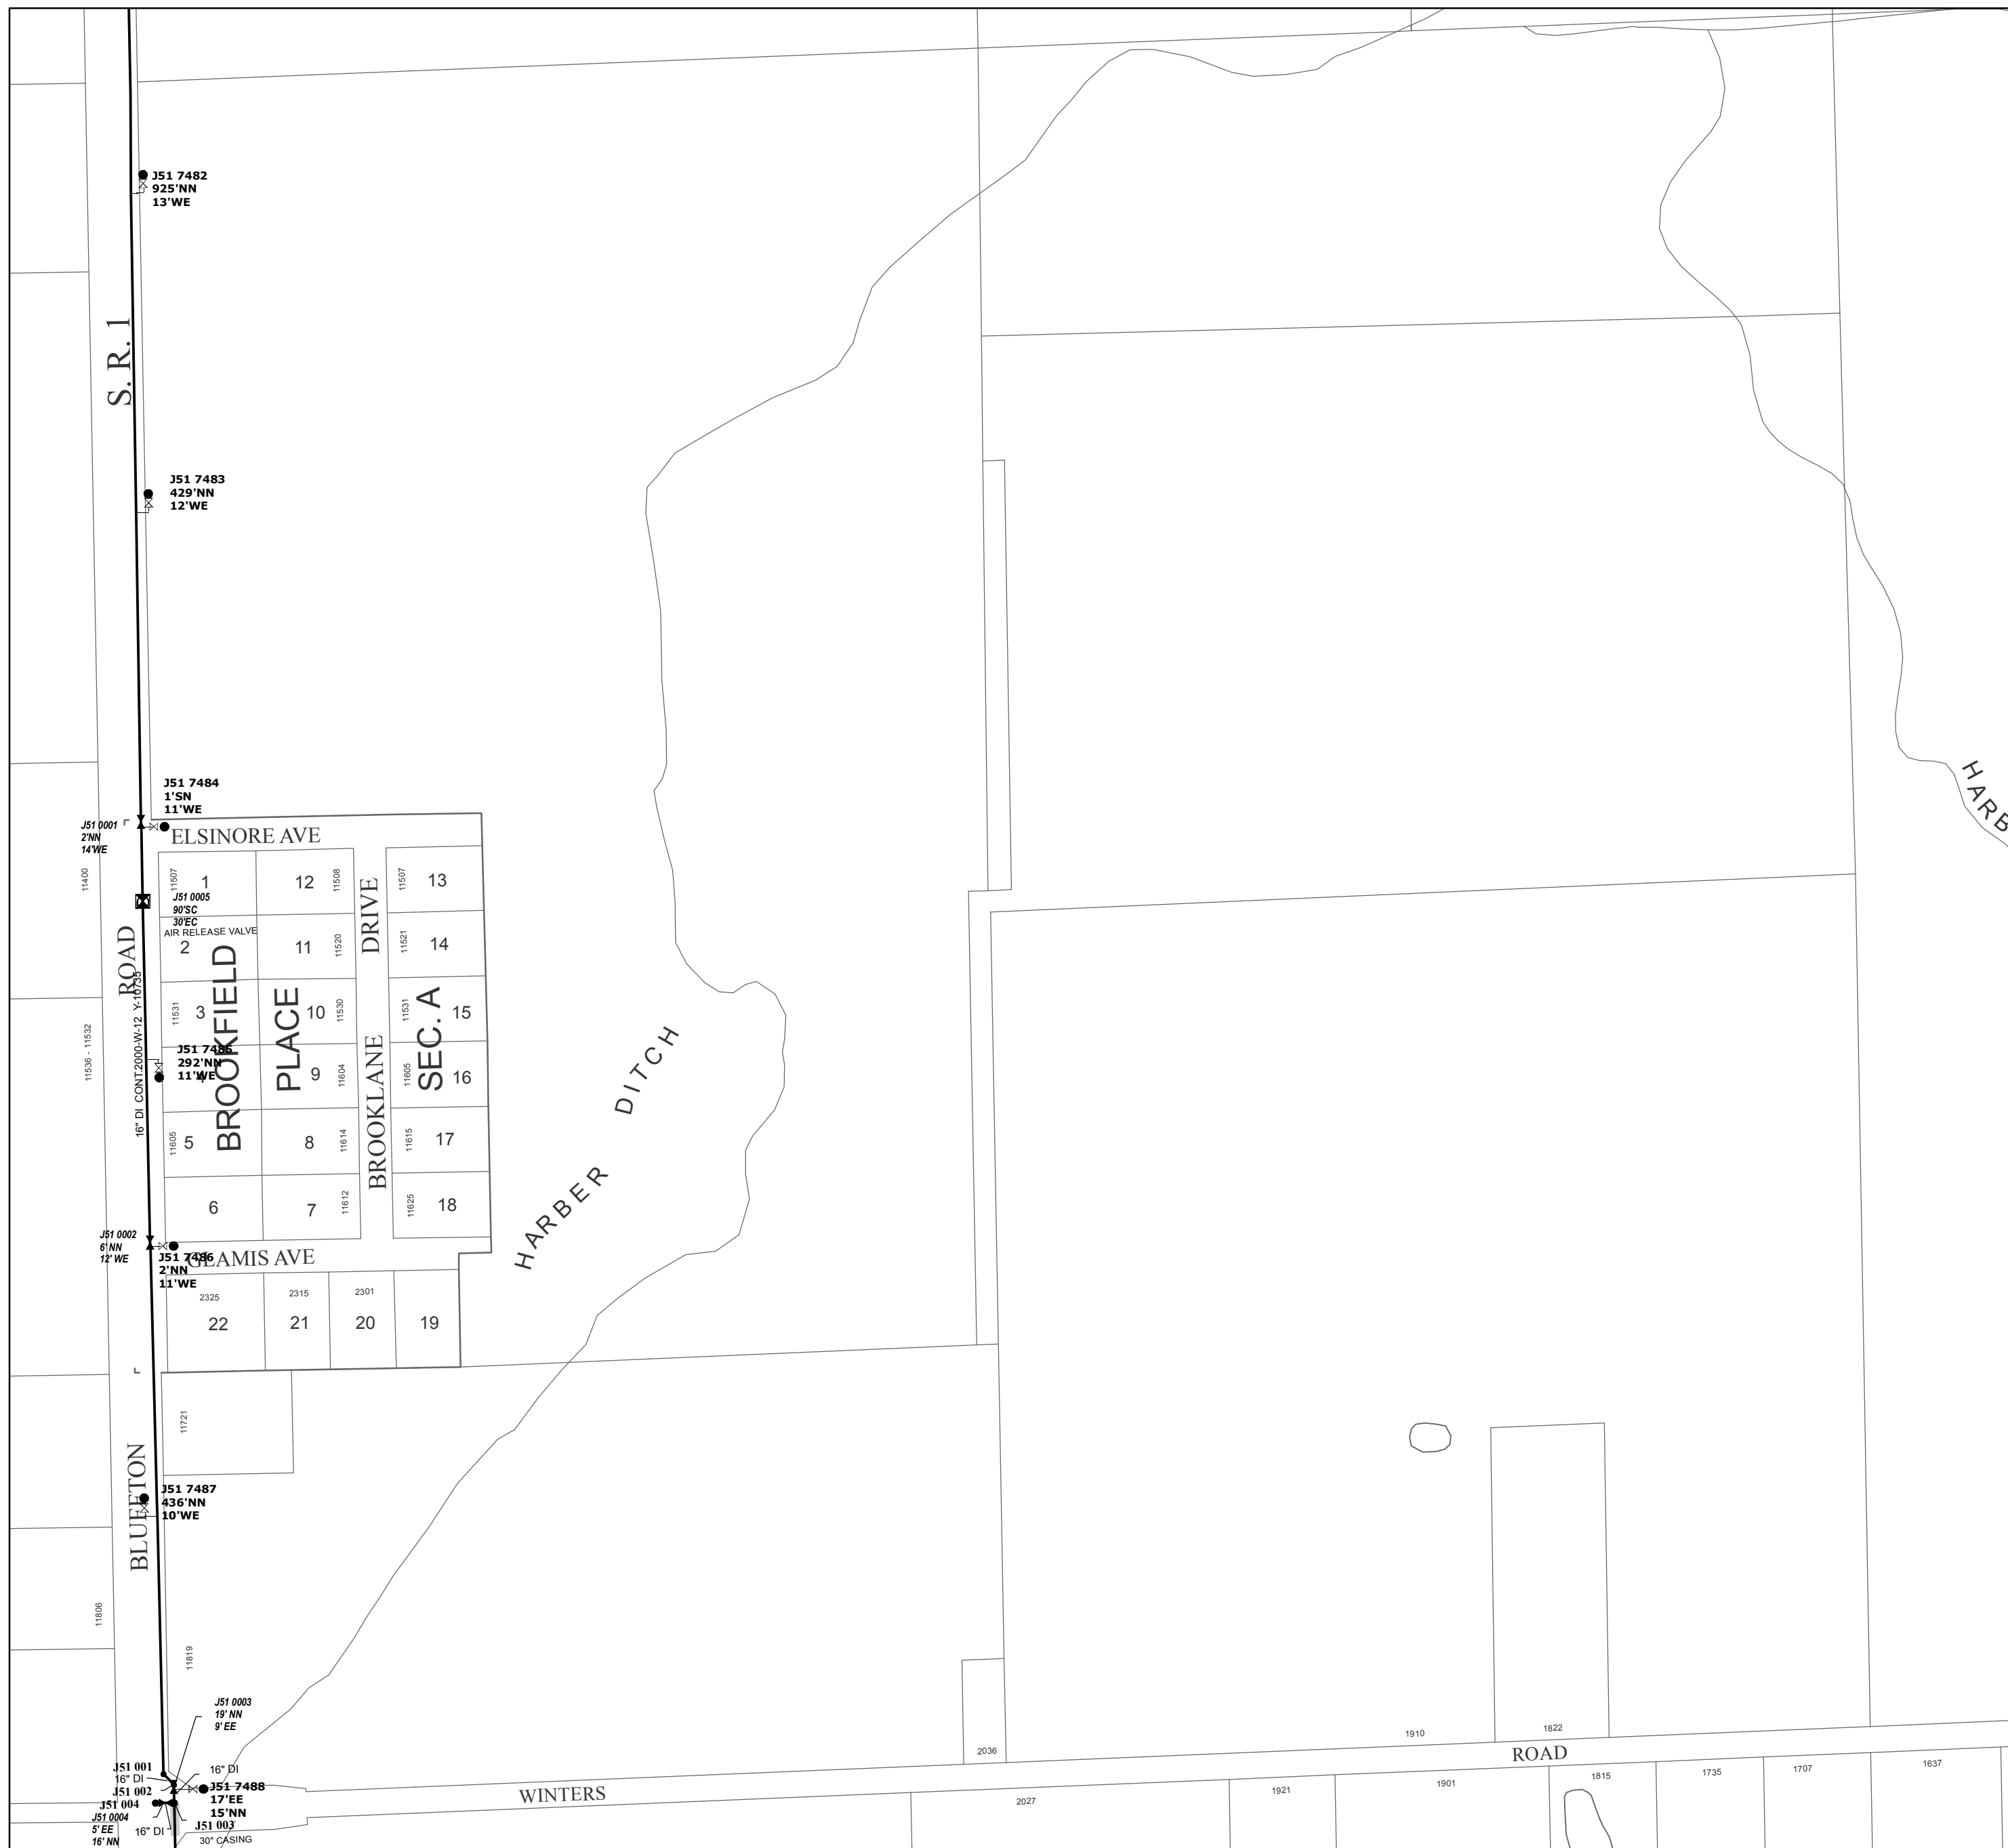 J51 7482
925'NN
13'WE
S. R. 1
J51 7483
429'NN
12'WE
J51 7484
1'SN
11'WE
J51 0001
2'NN
14'WE
ELSINORE AVE
11400
11507
1
12
11508
11507
13
J51 0005
90'SC
30'EC
AIR RELEASE VALVE
DRIVE
2
11
11520
11521
14
ROAD
16" DI CONT.2000-W-12 Y-10735
11531
3
BROOKFIELD
PLACE
10
11530
11531
SEC. A
15
11536 - 11532
J51 7485
292'NN
11'WE
4
9
11604
BROOKLANE
11605
16
11605
5
8
11614
11615
17
6
7
11612
11625
18
J51 0002
6' NN
12' WE
J51 7486
2'NN
11'WE
GLAMIS AVE
2325
22
2315
21
2301
20
19
HARBER DITCH
HARB
11721
BLUFFTON
J51 7487
436'NN
10'WE
11806
11819
J51 0003
19' NN
9' EE
J51 001
16" DI
16" DI
J51 002
J51 7488
17'EE
15'NN
J51 004
J51 0004
5' EE
16' NN
16" DI
J51 003
30" CASING
WINTERS
ROAD
2036
1910
1822
2027
1921
1901
1815
1735
1707
1637